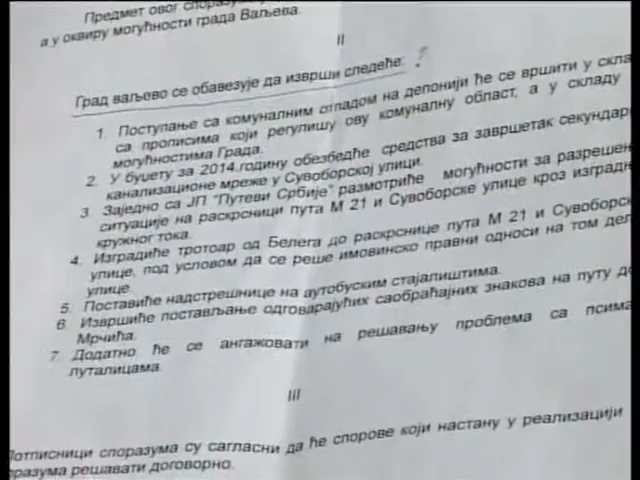 Предмет овог споразума
а у оквиру могућности града Ваљева.
II
Град ваљево се обавезује да изврши следеће: ?
1. Поступање са комуналним отпадом на депонији ће се вршити у скла
са прописима који регулишу ову комуналну област, а у складу
могућностима Града.
2. У буџету за 2014.годину обезбедће средства за завршетак секундар
канализационе мреже у Сувоборској улици.
3. Заједно са ЈП "Путеви Србије" размотриће могућности за разрешен
ситуације на раскрсници пута М 21 и Сувоборске улице кроз изградњ
кружног тока.
4. Изградиће тротоар од Белега до раскрснице пута М 21 и Сувоборск
улице, под условом да се реше имовинско правни односи на том дел
улице.
5. Поставиће надстрешнице на аутобуским стајалиштима.
6. Извршиће постављање одговарајућих саобраћајних знакова на путу до
Мрчића.
7. Додатно ће се ангажовати на решавању проблема са псима
луталицама.
III
Потписници споразума су сагласни да ће спорове који настану у реализацији
оразума решавати договорно.